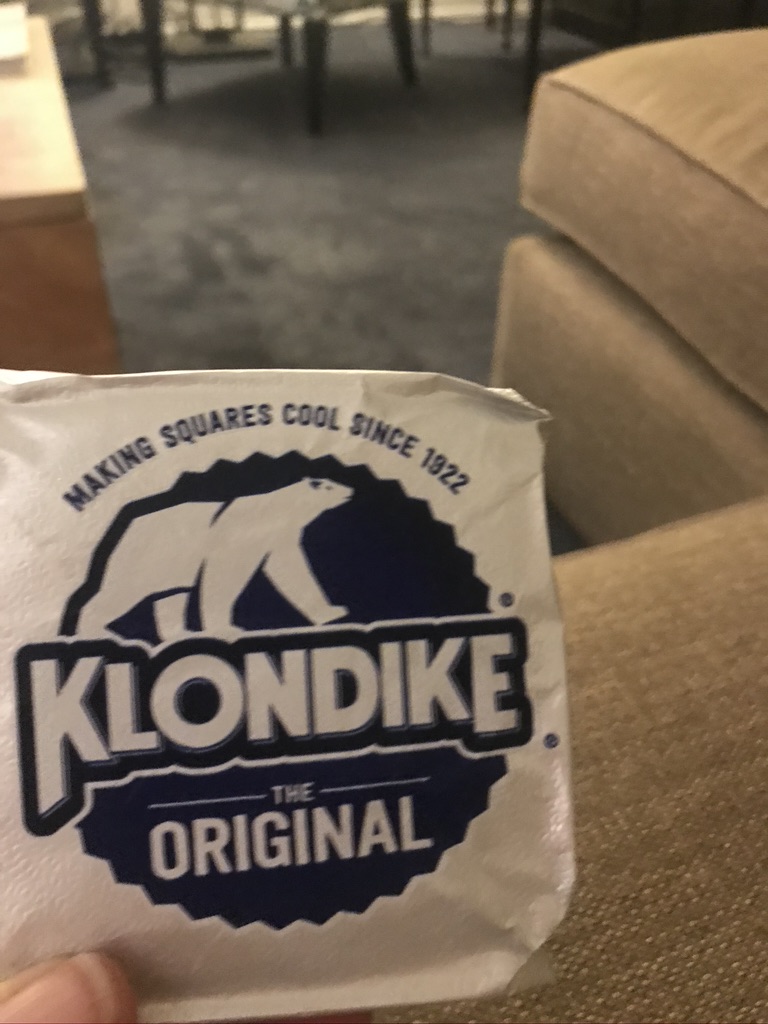 MAKING SQUARES COOL SINCE 1922
KLONDIKE
THE
ORIGINAL